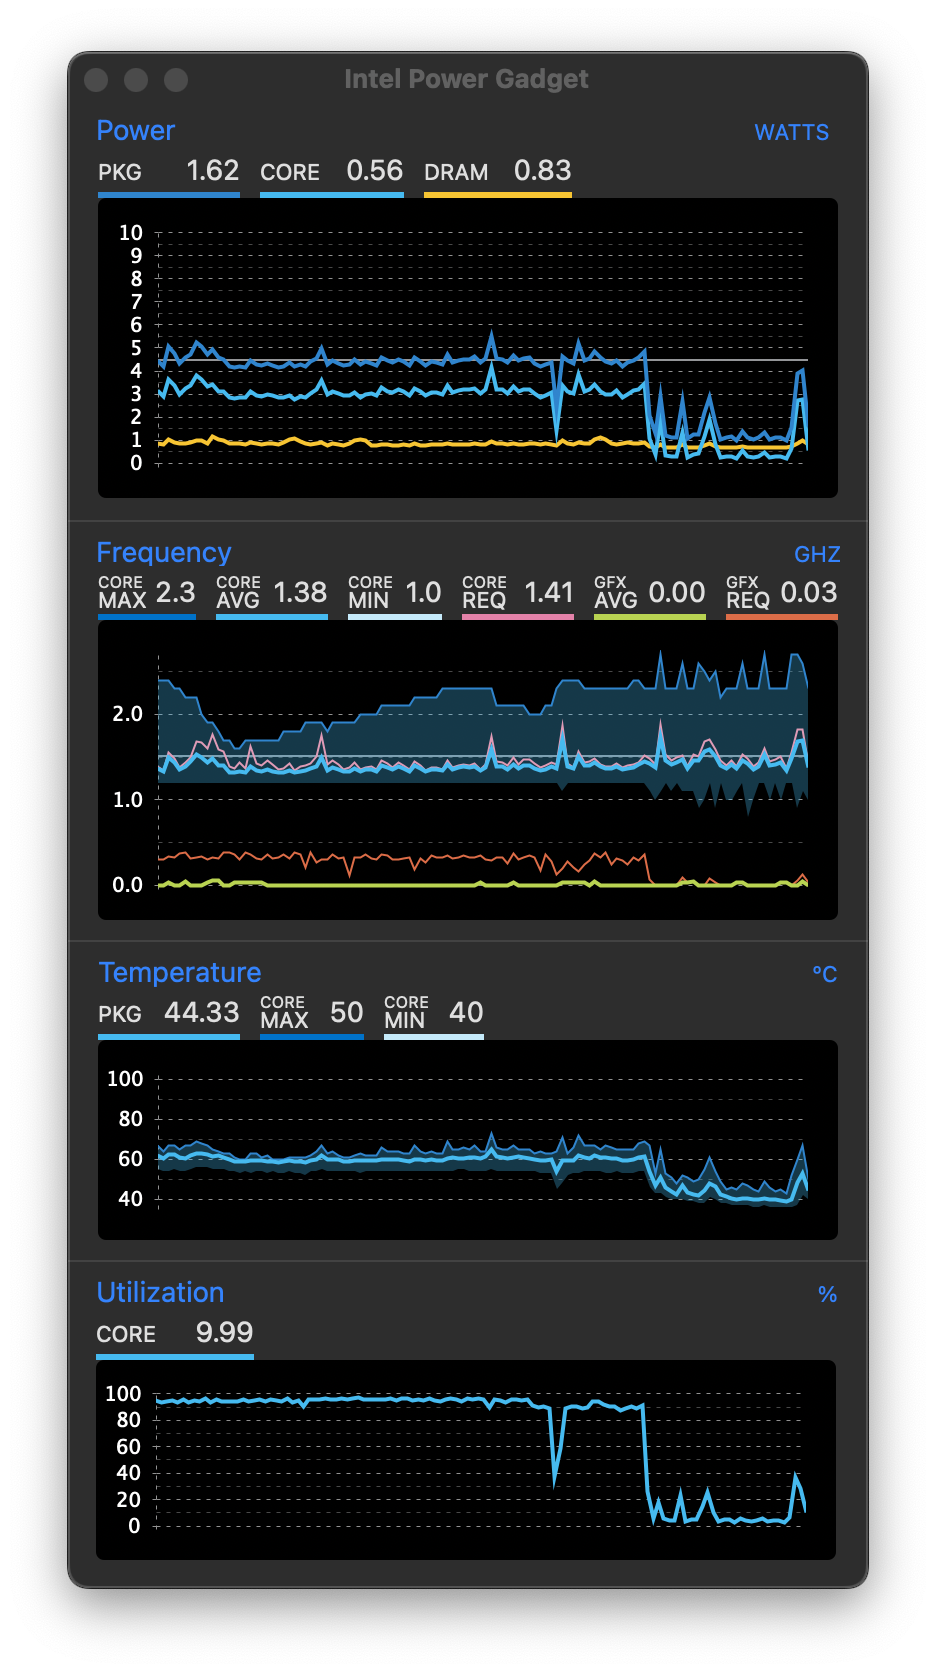 Intel Power Gadget
Power WATTS
PKG 1.62 CORE 0.56 DRAM 0.83
10
9
8
7
6
5
4
3
2
1
0
Frequency GHZ
CORE MAX 2.3 CORE AVG 1.38 CORE MIN 1.0 CORE REQ 1.41 GFX AVG 0.00 GFX REQ 0.03
2.0
1.0
0.0
Temperature °C
PKG 44.33 CORE MAX 50 CORE MIN 40
100
80
60
40
Utilization %
CORE 9.99
100
80
60
40
20
0